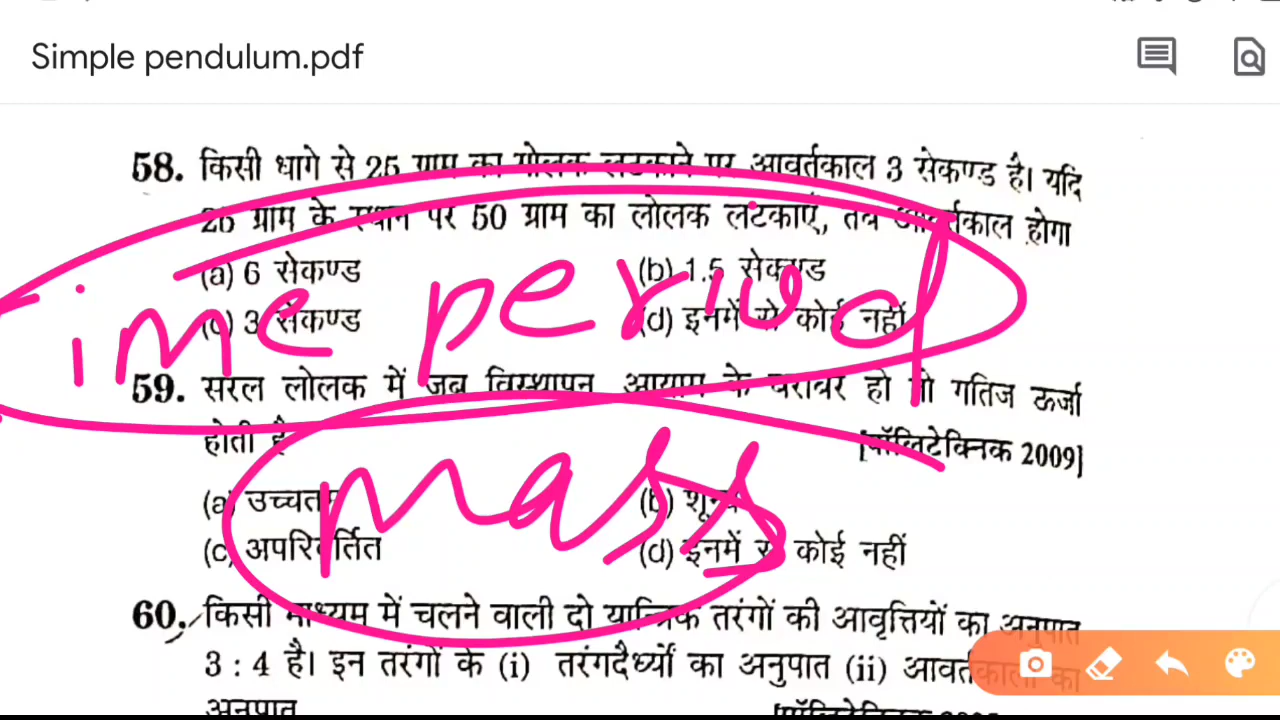 Simple pendulum.pdf
58. किसी धागे से 25 ग्राम का गोलक लटकाने पर आवर्तकाल 3 सेकण्ड है। यदि
25 ग्राम के स्थान पर 50 ग्राम का लोलक लटकाएँ, तब आवर्तकाल होगा
(a) 6 सेकण्ड (b) 1.5 सेकण्ड
(c) 3 सेकण्ड (d) इनमें से कोई नहीं
ime period
59. सरल लोलक में जब विस्थापन आयाम के बराबर हो तो गतिज ऊर्जा
होती है
[पॉलिटेक्निक 2009]
mass
(a) उच्चतम (b) शून्य
(c) अपरिवर्तित (d) इनमें से कोई नहीं
60. किसी माध्यम में चलने वाली दो यान्त्रिक तरंगों की आवृत्तियों का अनुपात
3 : 4 है। इन तरंगों के (i) तरंगदैर्ध्यों का अनुपात (ii) आवर्तकालों का
अनुपात